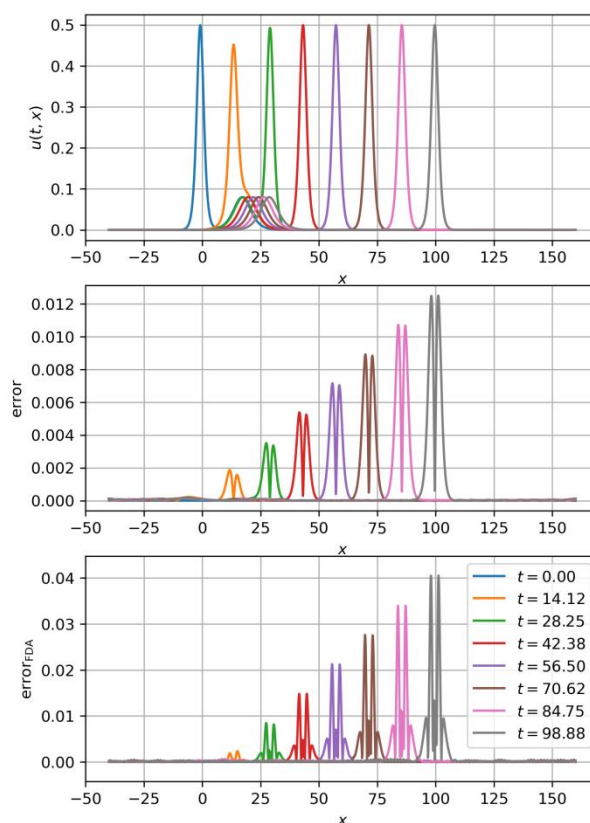 0.5
0.4
0.3
0.2
0.1
0.0
u(t, x)
−50 −25 0 25 50 75 100 125 150
x
0.012
0.010
0.008
0.006
0.004
0.002
0.000
error
−50 −25 0 25 50 75 100 125 150
x
0.04
0.03
0.02
0.01
0.00
error_FDA
t = 0.00
t = 14.12
t = 28.25
t = 42.38
t = 56.50
t = 70.62
t = 84.75
t = 98.88
−50 −25 0 25 50 75 100 125 150
x